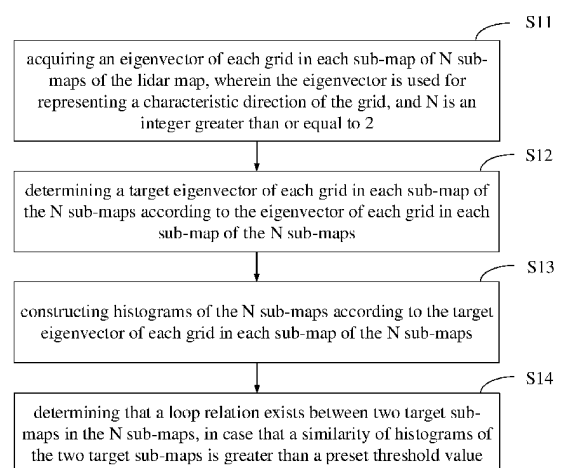 S11
acquiring an eigenvector of each grid in each sub-map of N sub-
maps of the lidar map, wherein the eigenvector is used for
representing a characteristic direction of the grid, and N is an
integer greater than or equal to 2
S12
determining a target eigenvector of each grid in each sub-map of
the N sub-maps according to the eigenvector of each grid in each
sub-map of the N sub-maps
S13
constructing histograms of the N sub-maps according to the target
eigenvector of each grid in each sub-map of the N sub-maps
S14
determining that a loop relation exists between two target sub-
maps in the N sub-maps, in case that a similarity of histograms of
the two target sub-maps is greater than a preset threshold value